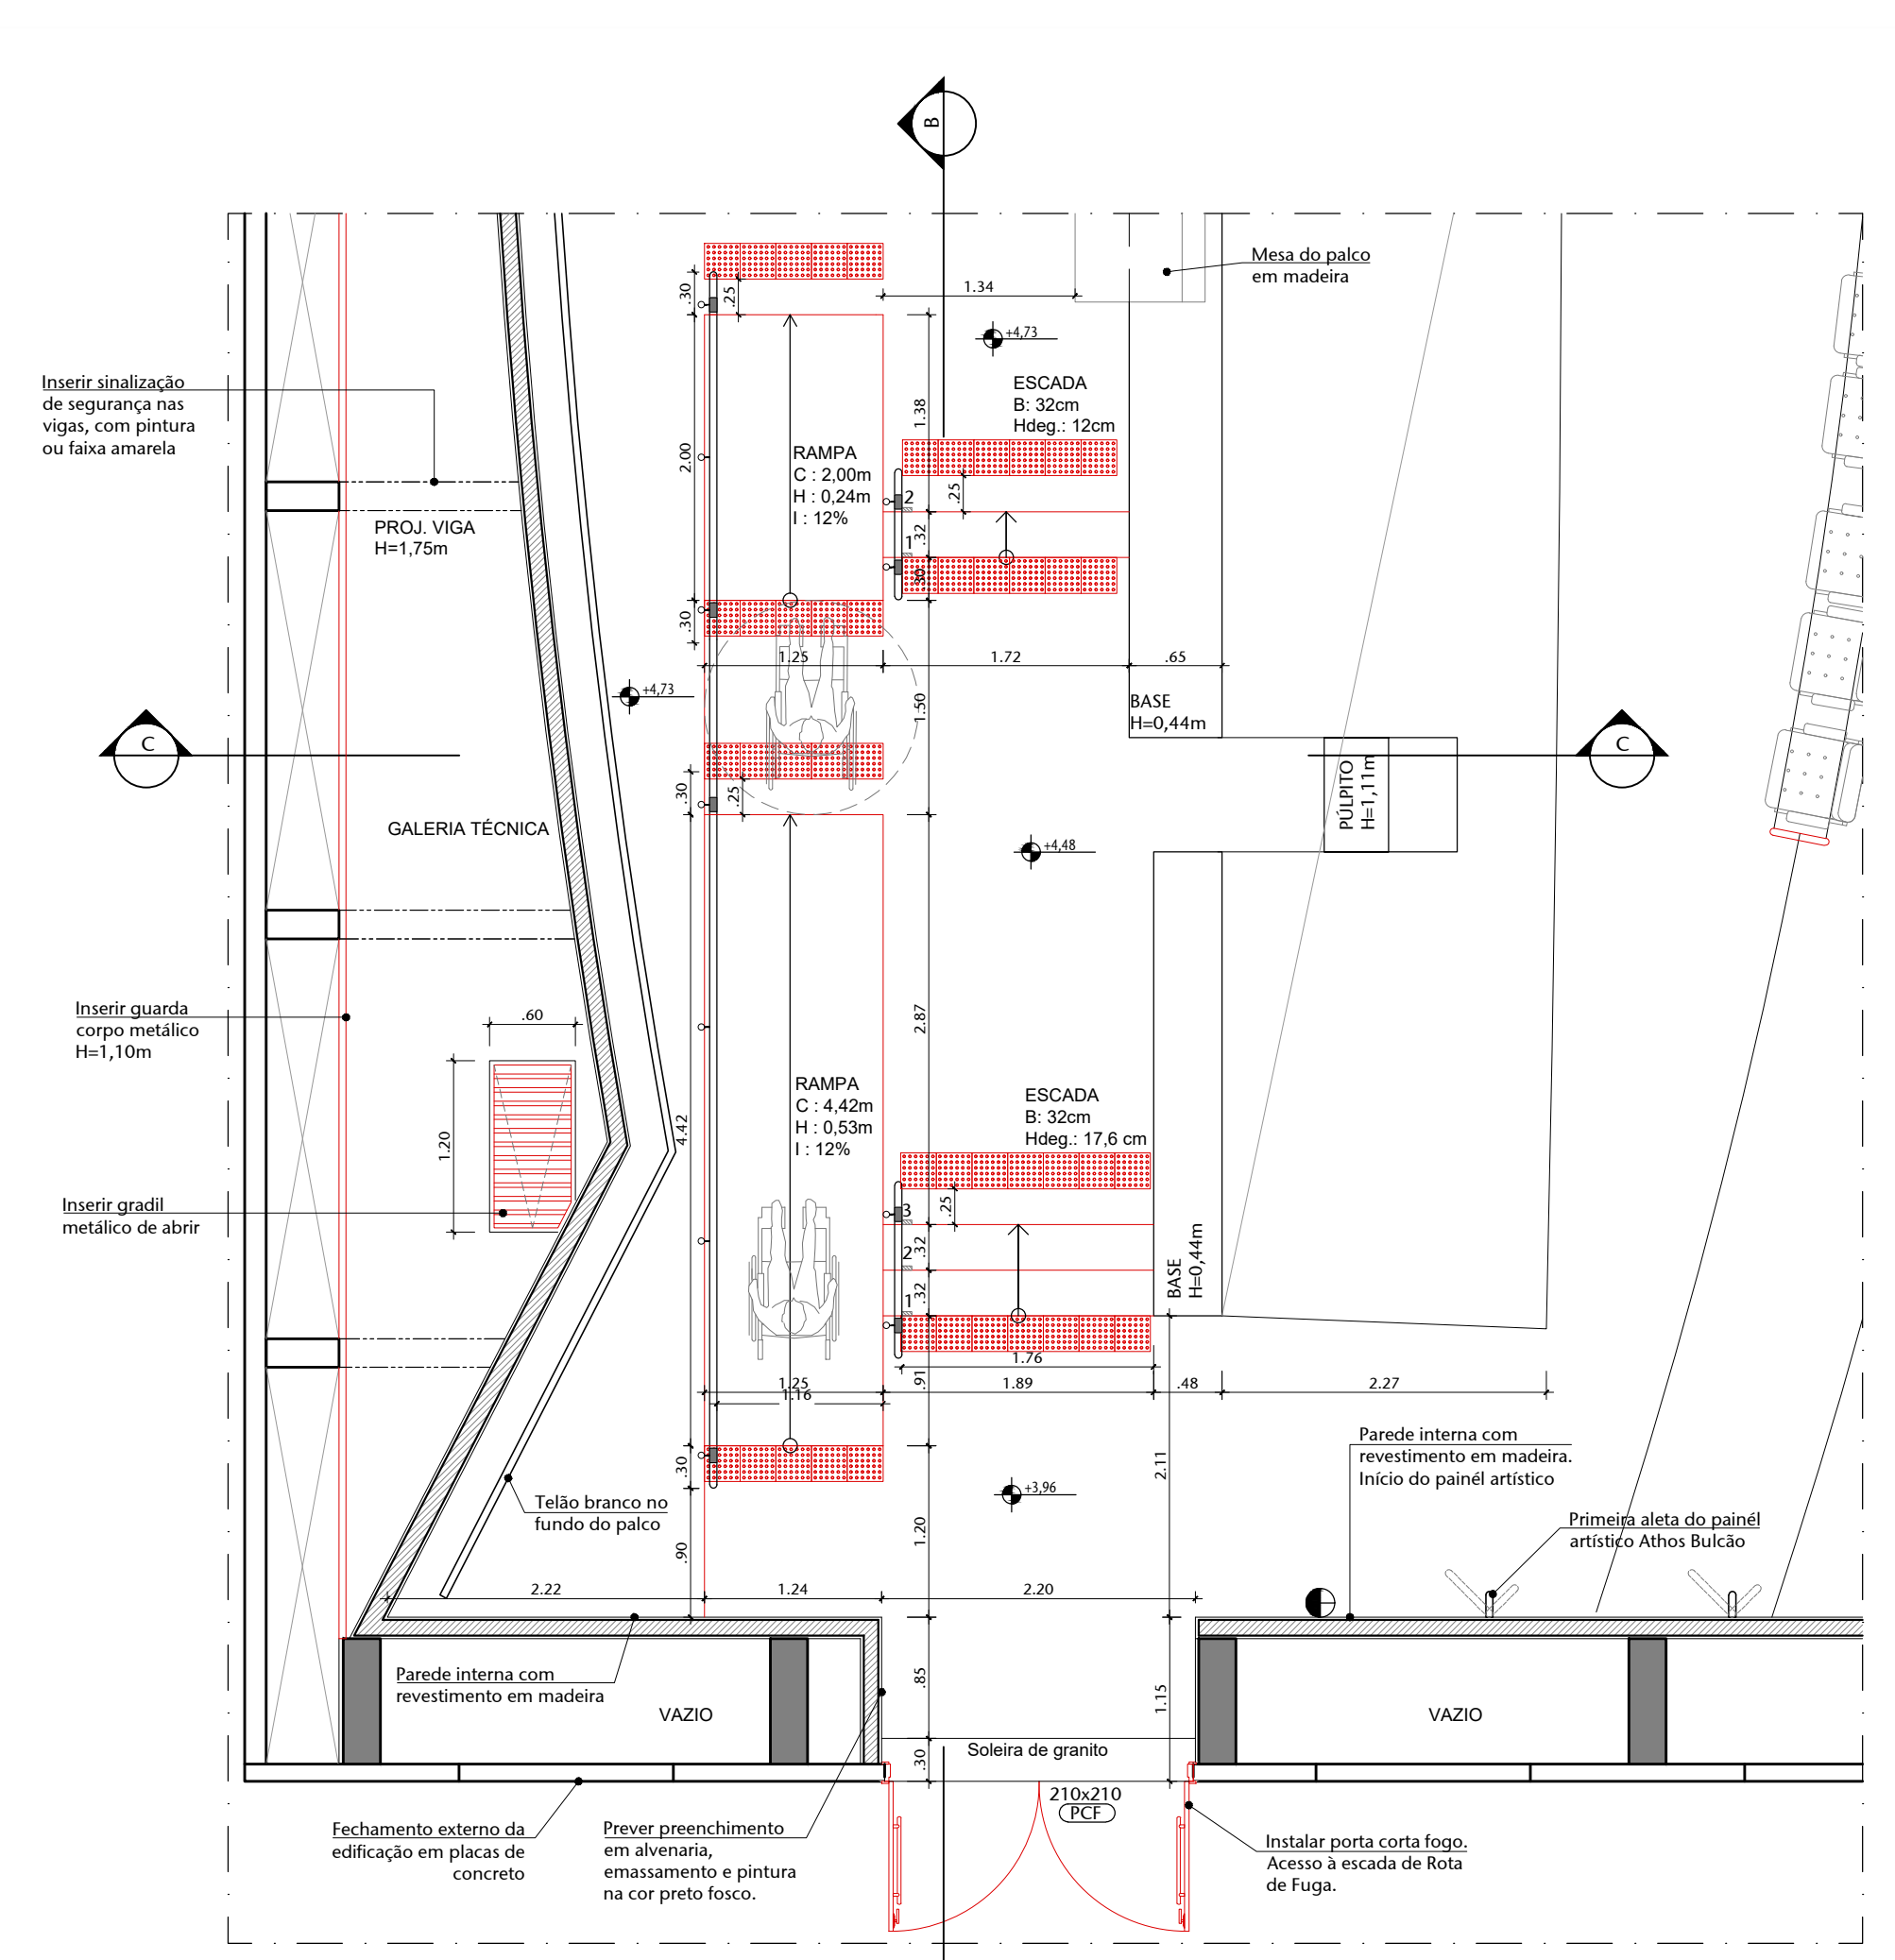 B
Mesa do palco
em madeira
.30
.25
1.34
+4,73
Inserir sinalização
de segurança nas
vigas, com pintura
ou faixa amarela
ESCADA
B: 32cm
Hdeg.: 12cm
1.38
2.00
RAMPA
C : 2,00m
H : 0,24m
I : 12%
.25
2
.32
1
.30
PROJ. VIGA
H=1,75m
.30
1.25
1.72
.65
+4,73
1.50
BASE
H=0,44m
C
C
PÚLPITO
H=1,11m
.30
.25
GALERIA TÉCNICA
+4,48
Inserir guarda
corpo metálico
H=1,10m
.60
2.87
1.20
4.42
RAMPA
C : 4,42m
H : 0,53m
I : 12%
ESCADA
B: 32cm
Hdeg.: 17,6 cm
Inserir gradil
metálico de abrir
3
.25
2
.32
1
.32
BASE
H=0,44m
1.76
.91
1.25
1.16
1.89
.48
2.27
.30
2.11
Parede interna com
revestimento em madeira.
Início do painél artístico
+3,96
Telão branco no
fundo do palco
.90
1.20
Primeira aleta do painél
artístico Athos Bulcão
2.22
1.24
2.20
Parede interna com
revestimento em madeira
.85
1.15
VAZIO
VAZIO
Soleira de granito
.30
210x210
PCF
Fechamento externo da
edificação em placas de
concreto
Prever preenchimento
em alvenaria,
emassamento e pintura
na cor preto fosco.
Instalar porta corta fogo.
Acesso à escada de Rota
de Fuga.